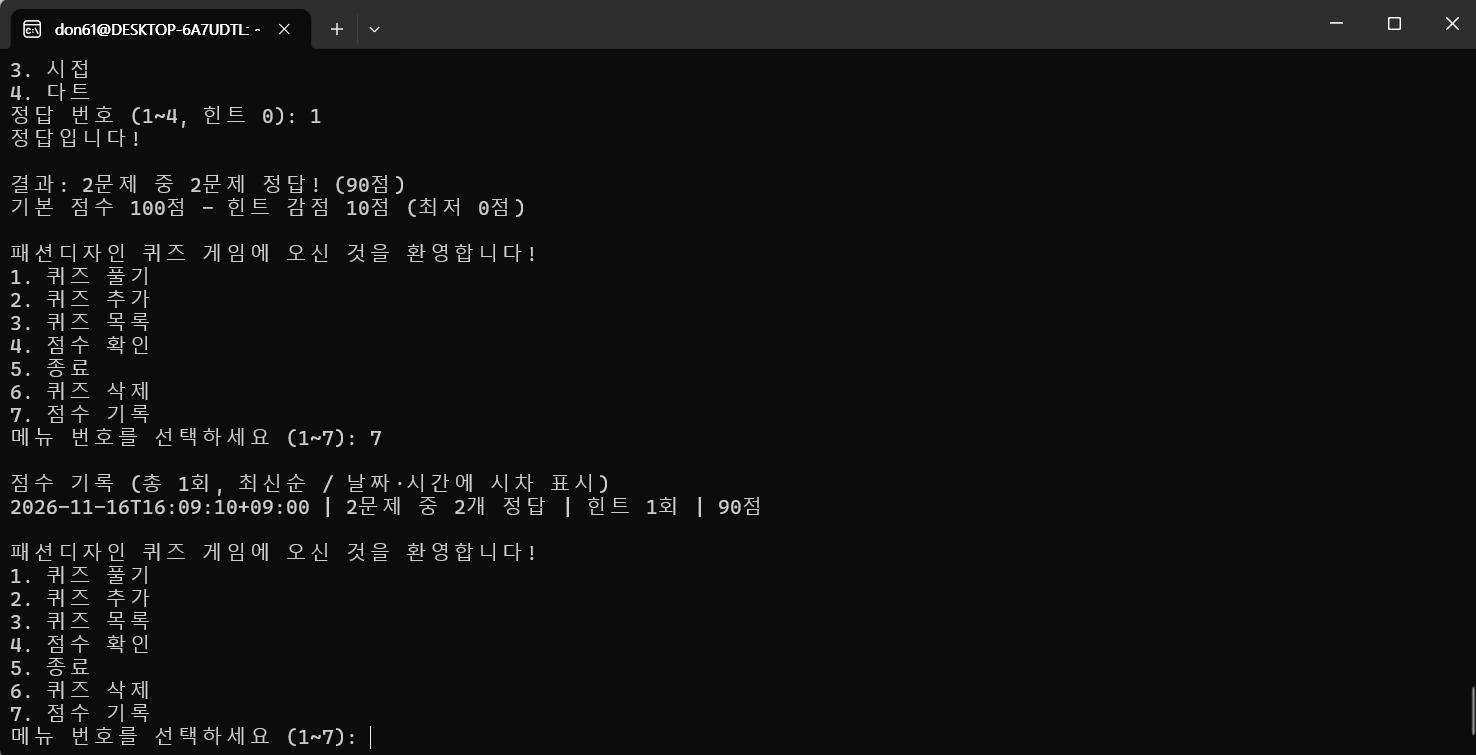 don61@DESKTOP-6A7UDTL: ~
3. 시접
4. 다트
정답 번호 (1~4, 힌트 0): 1
정답입니다!
결과: 2문제 중 2문제 정답! (90점)
기본 점수 100점 - 힌트 감점 10점 (최저 0점)
패션디자인 퀴즈 게임에 오신 것을 환영합니다!
1. 퀴즈 풀기
2. 퀴즈 추가
3. 퀴즈 목록
4. 점수 확인
5. 종료
6. 퀴즈 삭제
7. 점수 기록
메뉴 번호를 선택하세요 (1~7): 7
점수 기록 (총 1회, 최신순 / 날짜·시간에 시차 표시)
2026-11-16T16:09:10+09:00 | 2문제 중 2개 정답 | 힌트 1회 | 90점
패션디자인 퀴즈 게임에 오신 것을 환영합니다!
1. 퀴즈 풀기
2. 퀴즈 추가
3. 퀴즈 목록
4. 점수 확인
5. 종료
6. 퀴즈 삭제
7. 점수 기록
메뉴 번호를 선택하세요 (1~7):